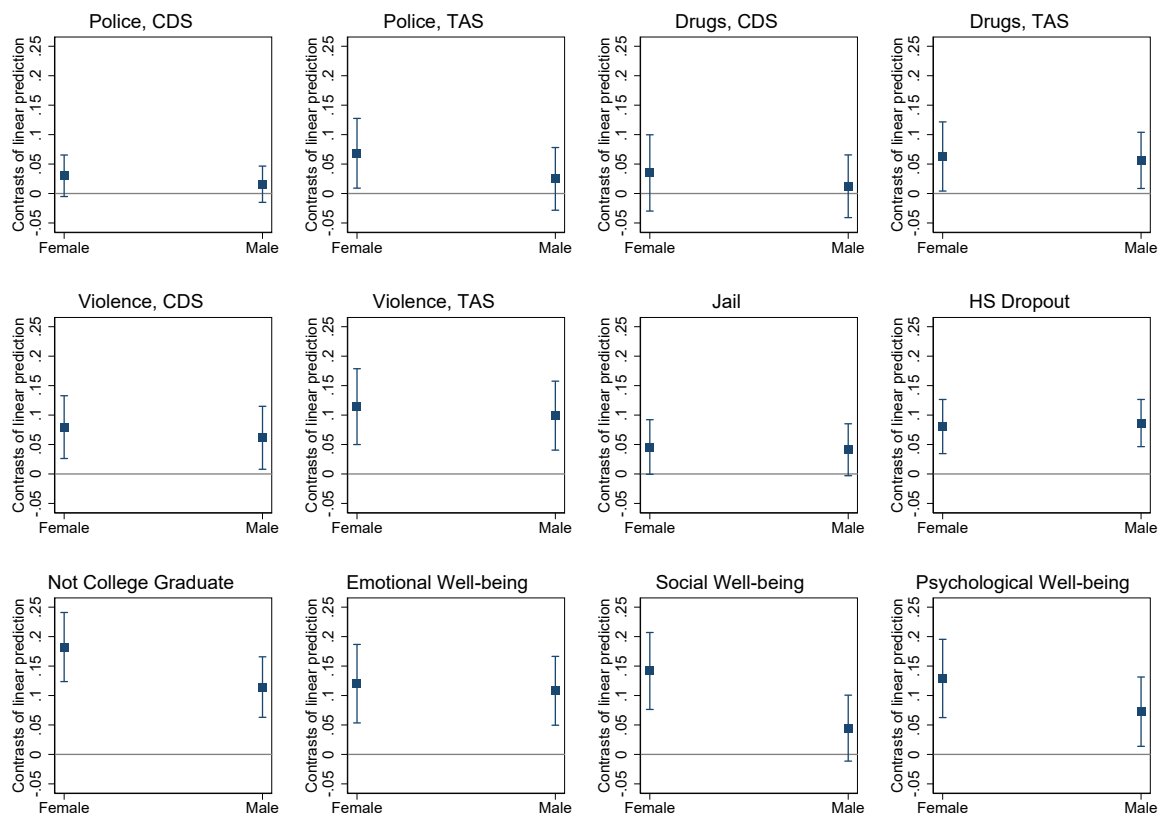 Police, CDS
Contrasts of linear prediction
-.05 0 .05 .1 .15 .2 .25
Female Male
Police, TAS
Contrasts of linear prediction
-.05 0 .05 .1 .15 .2 .25
Female Male
Drugs, CDS
Contrasts of linear prediction
-.05 0 .05 .1 .15 .2 .25
Female Male
Drugs, TAS
Contrasts of linear prediction
-.05 0 .05 .1 .15 .2 .25
Female Male
Violence, CDS
Contrasts of linear prediction
-.05 0 .05 .1 .15 .2 .25
Female Male
Violence, TAS
Contrasts of linear prediction
-.05 0 .05 .1 .15 .2 .25
Female Male
Jail
Contrasts of linear prediction
-.05 0 .05 .1 .15 .2 .25
Female Male
HS Dropout
Contrasts of linear prediction
-.05 0 .05 .1 .15 .2 .25
Female Male
Not College Graduate
Contrasts of linear prediction
-.05 0 .05 .1 .15 .2 .25
Female Male
Emotional Well-being
Contrasts of linear prediction
-.05 0 .05 .1 .15 .2 .25
Female Male
Social Well-being
Contrasts of linear prediction
-.05 0 .05 .1 .15 .2 .25
Female Male
Psychological Well-being
Contrasts of linear prediction
-.05 0 .05 .1 .15 .2 .25
Female Male